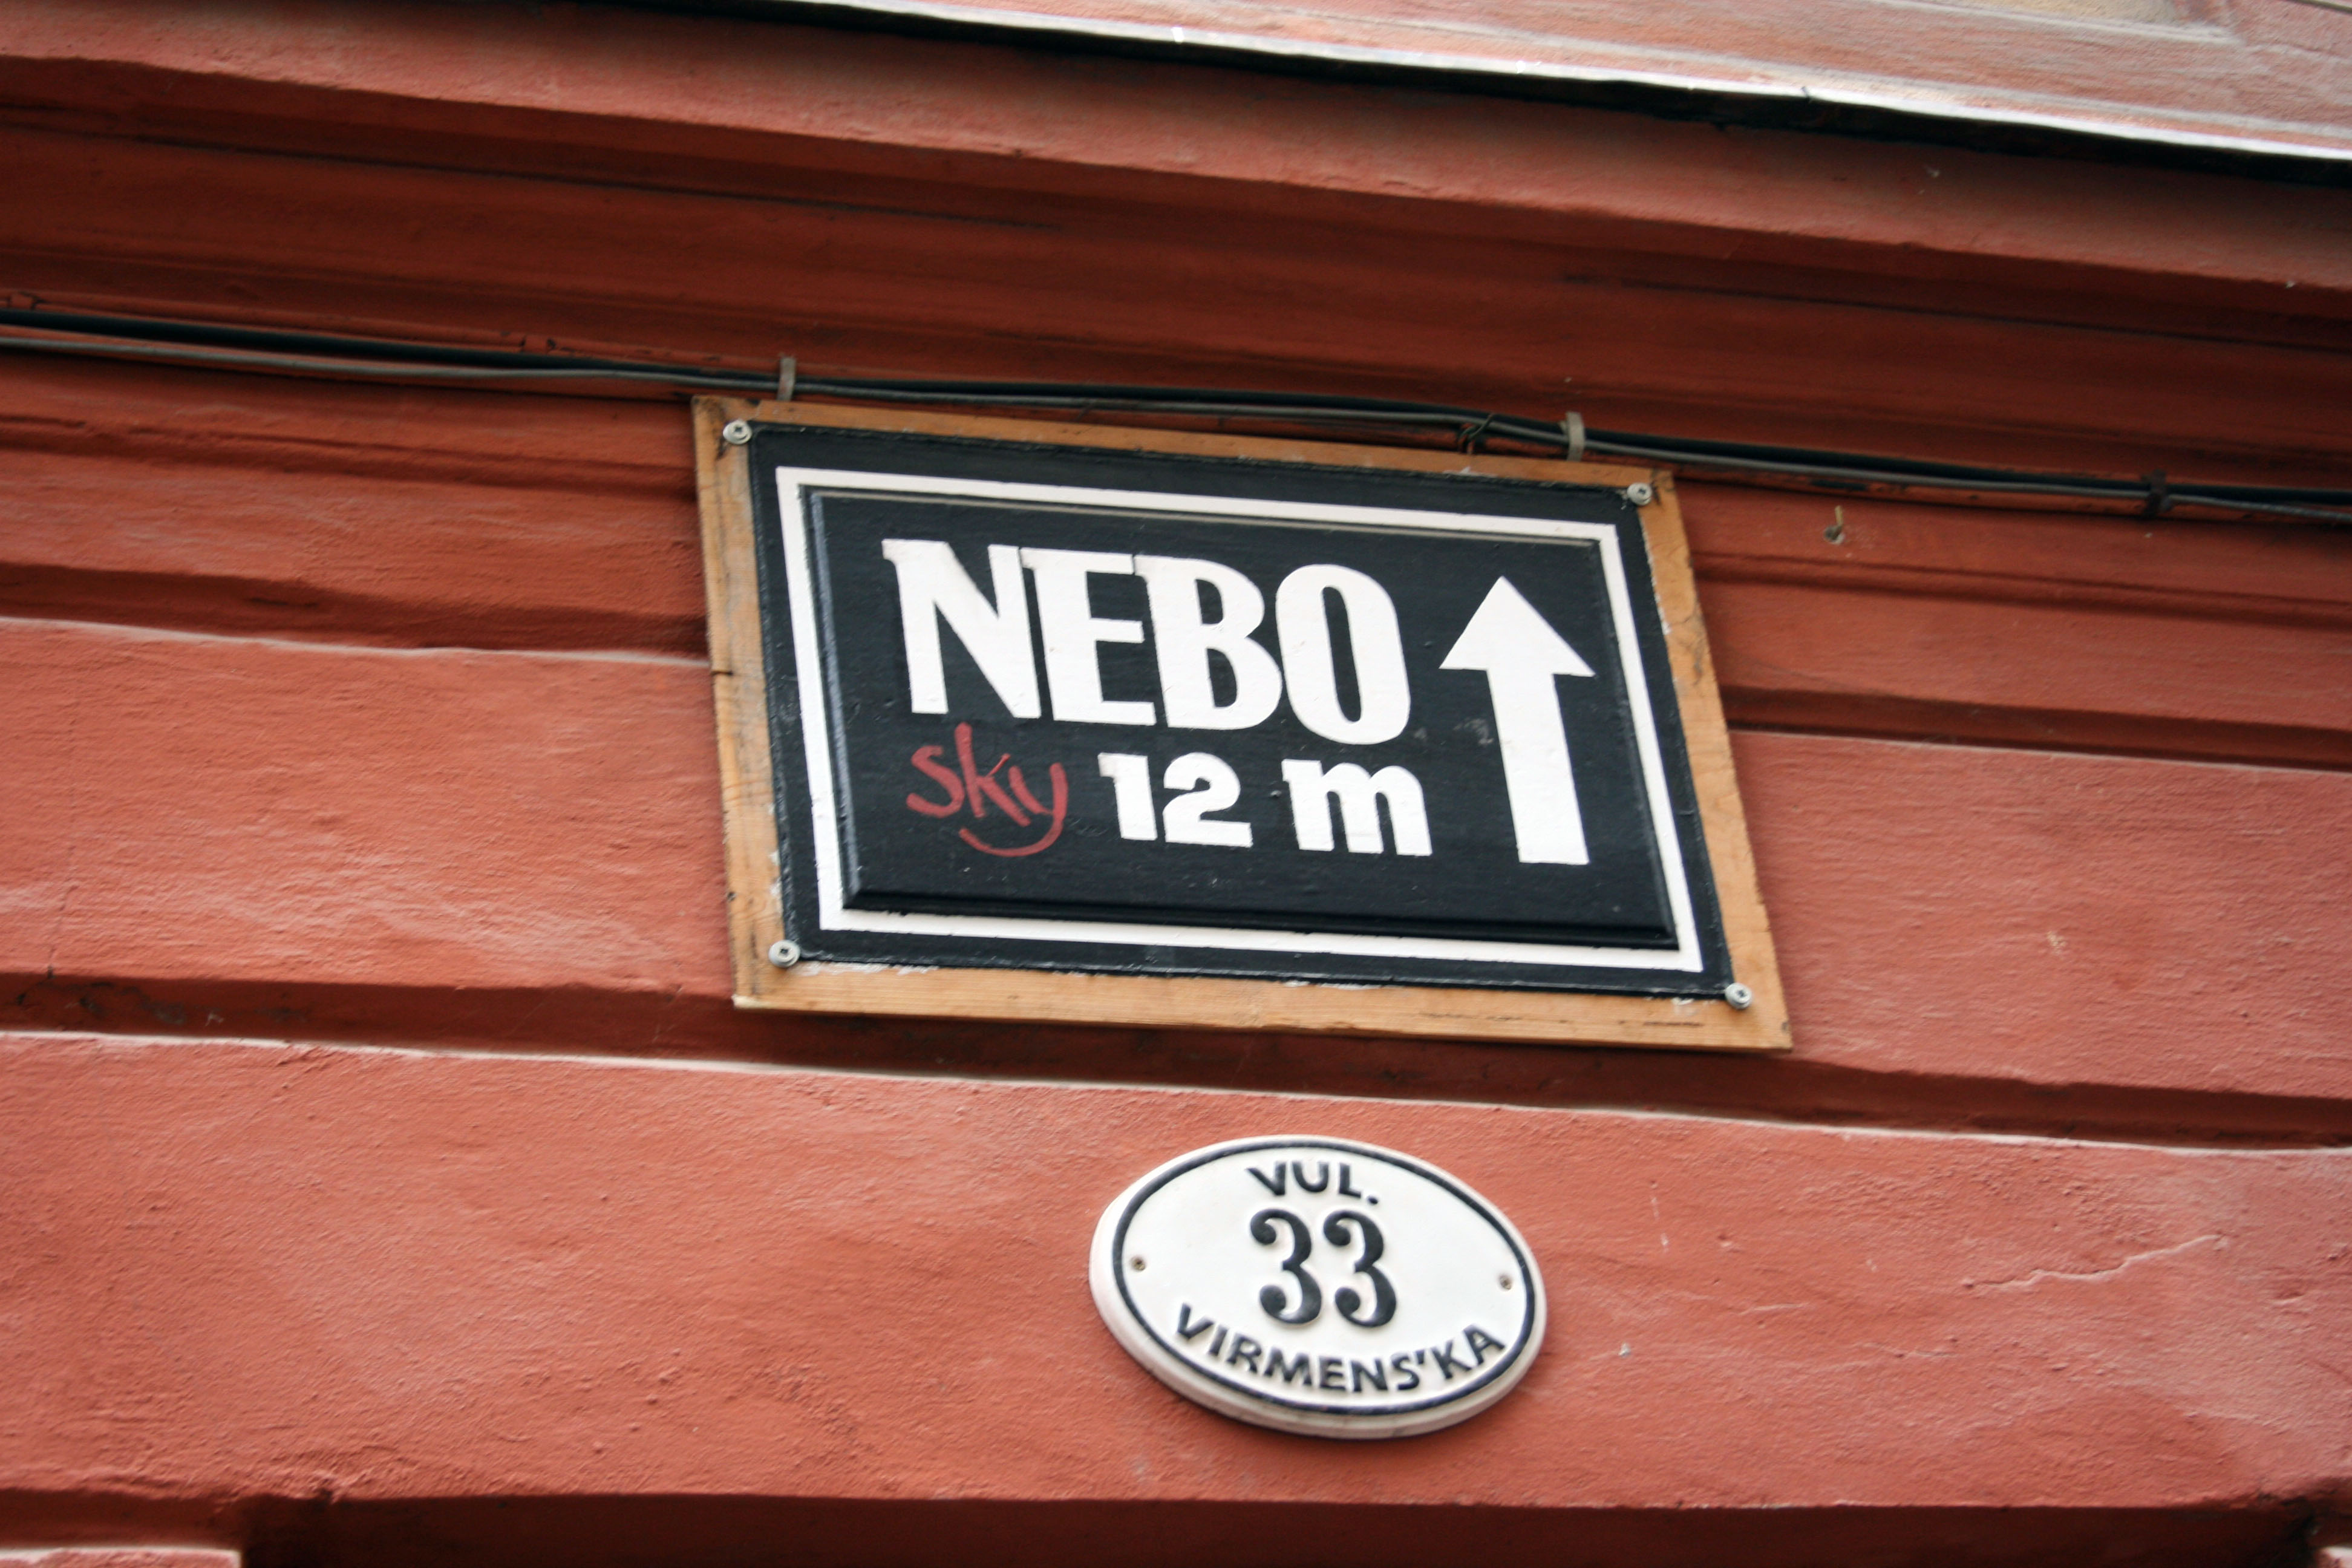 NEBO
sky 12 m
VUL.
33
VIRMENS'KA